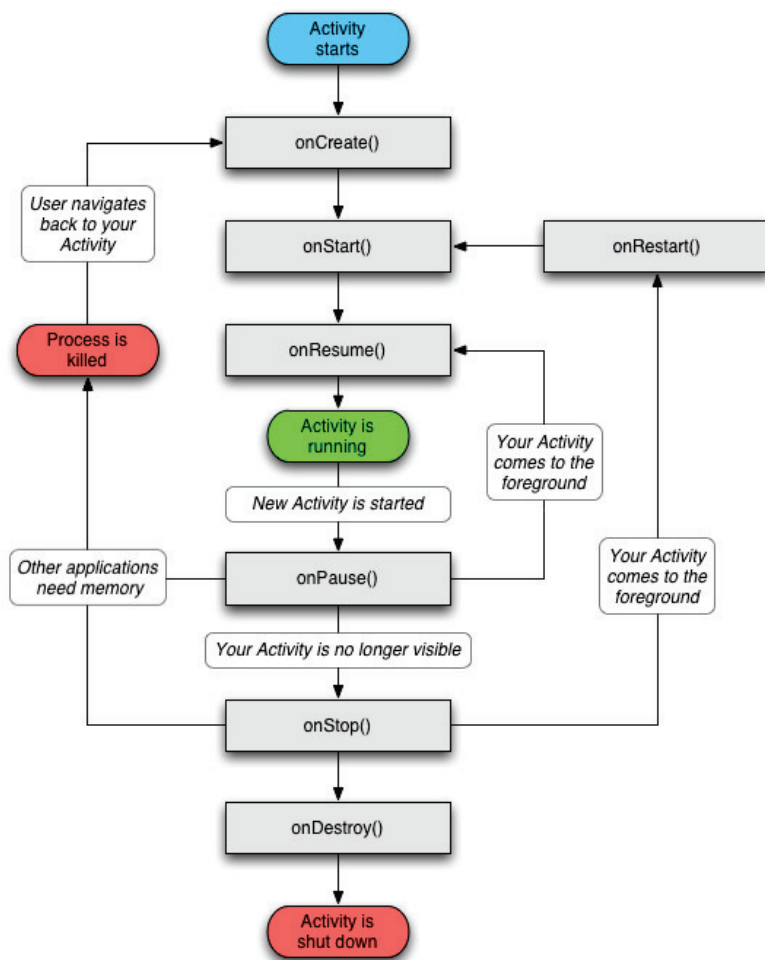 Activity
starts
onCreate()
User navigates
back to your
Activity
onStart()
onRestart()
Process is
killed
onResume()
Activity is
running
Your Activity
comes to the
foreground
New Activity is started
Other applications
need memory
onPause()
Your Activity
comes to the
foreground
Your Activity is no longer visible
onStop()
onDestroy()
Activity is
shut down